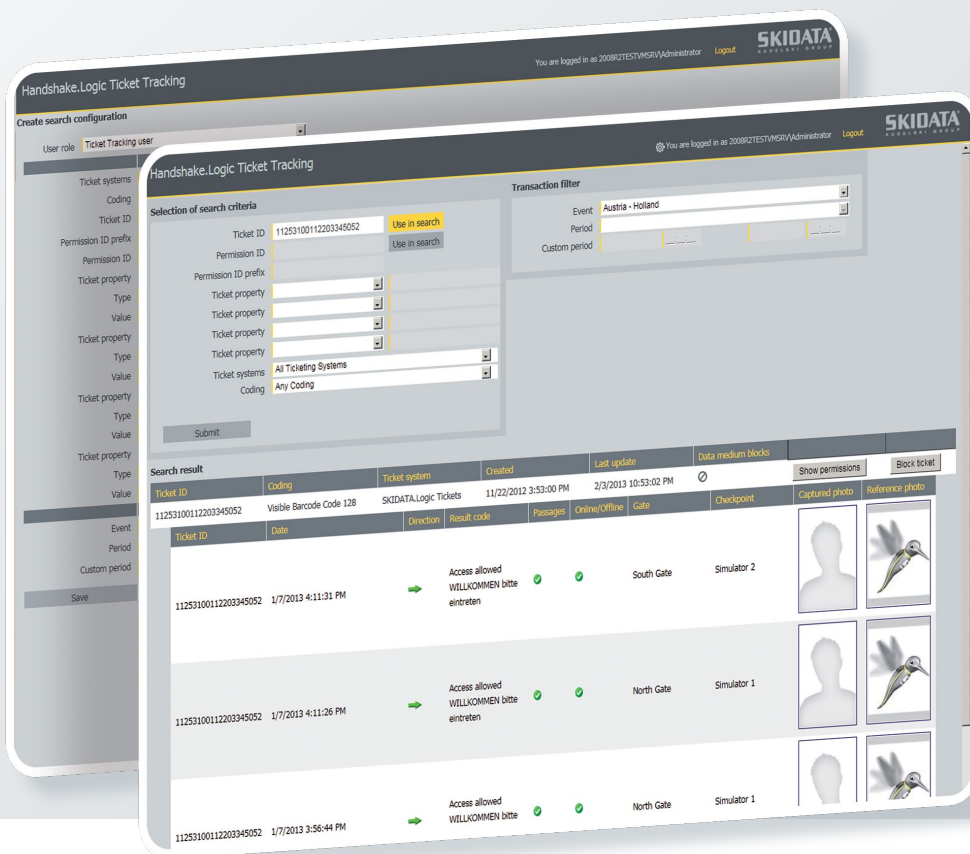 Handshake.Logic Ticket Tracking
You are logged in as 2008R2TESTVMSRV\Administrator Logout
SKIDATA
KUDELSKI GROUP
Create search configuration
User role Ticket Tracking user
Ticket systems
Coding
Ticket ID
Permission ID prefix
Permission ID
Ticket property
Type
Value
Ticket property
Type
Value
Ticket property
Type
Value
Ticket property
Type
Value
Event
Period
Custom period
Save
Handshake.Logic Ticket Tracking
You are logged in as 2008R2TESTVMSRV\Administrator Logout
SKIDATA
KUDELSKI GROUP
Selection of search criteria
Ticket ID 11253100112203345052 Use in search
Permission ID Use in search
Permission ID prefix
Ticket property
Ticket property
Ticket property
Ticket property
Ticket systems All Ticketing Systems
Coding Any Coding
Submit
Transaction filter
Event Austria - Holland
Period
Custom period __:__:__ __:__:__
Search result
Ticket ID Coding Ticket system Created Last update Data medium blocks
11253100112203345052 Visible Barcode Code 128 SKIDATA.Logic Tickets 11/22/2012 3:53:00 PM 2/3/2013 10:53:02 PM Show permissions Block ticket
Ticket ID Date Direction Result code Passages Online/Offline Gate Checkpoint Captured photo Reference photo
11253100112203345052 1/7/2013 4:11:31 PM Access allowed
WILLKOMMEN bitte
eintreten South Gate Simulator 2
11253100112203345052 1/7/2013 4:11:26 PM Access allowed
WILLKOMMEN bitte
eintreten North Gate Simulator 1
11253100112203345052 1/7/2013 3:56:44 PM Access allowed
WILLKOMMEN bitte North Gate Simulator 1